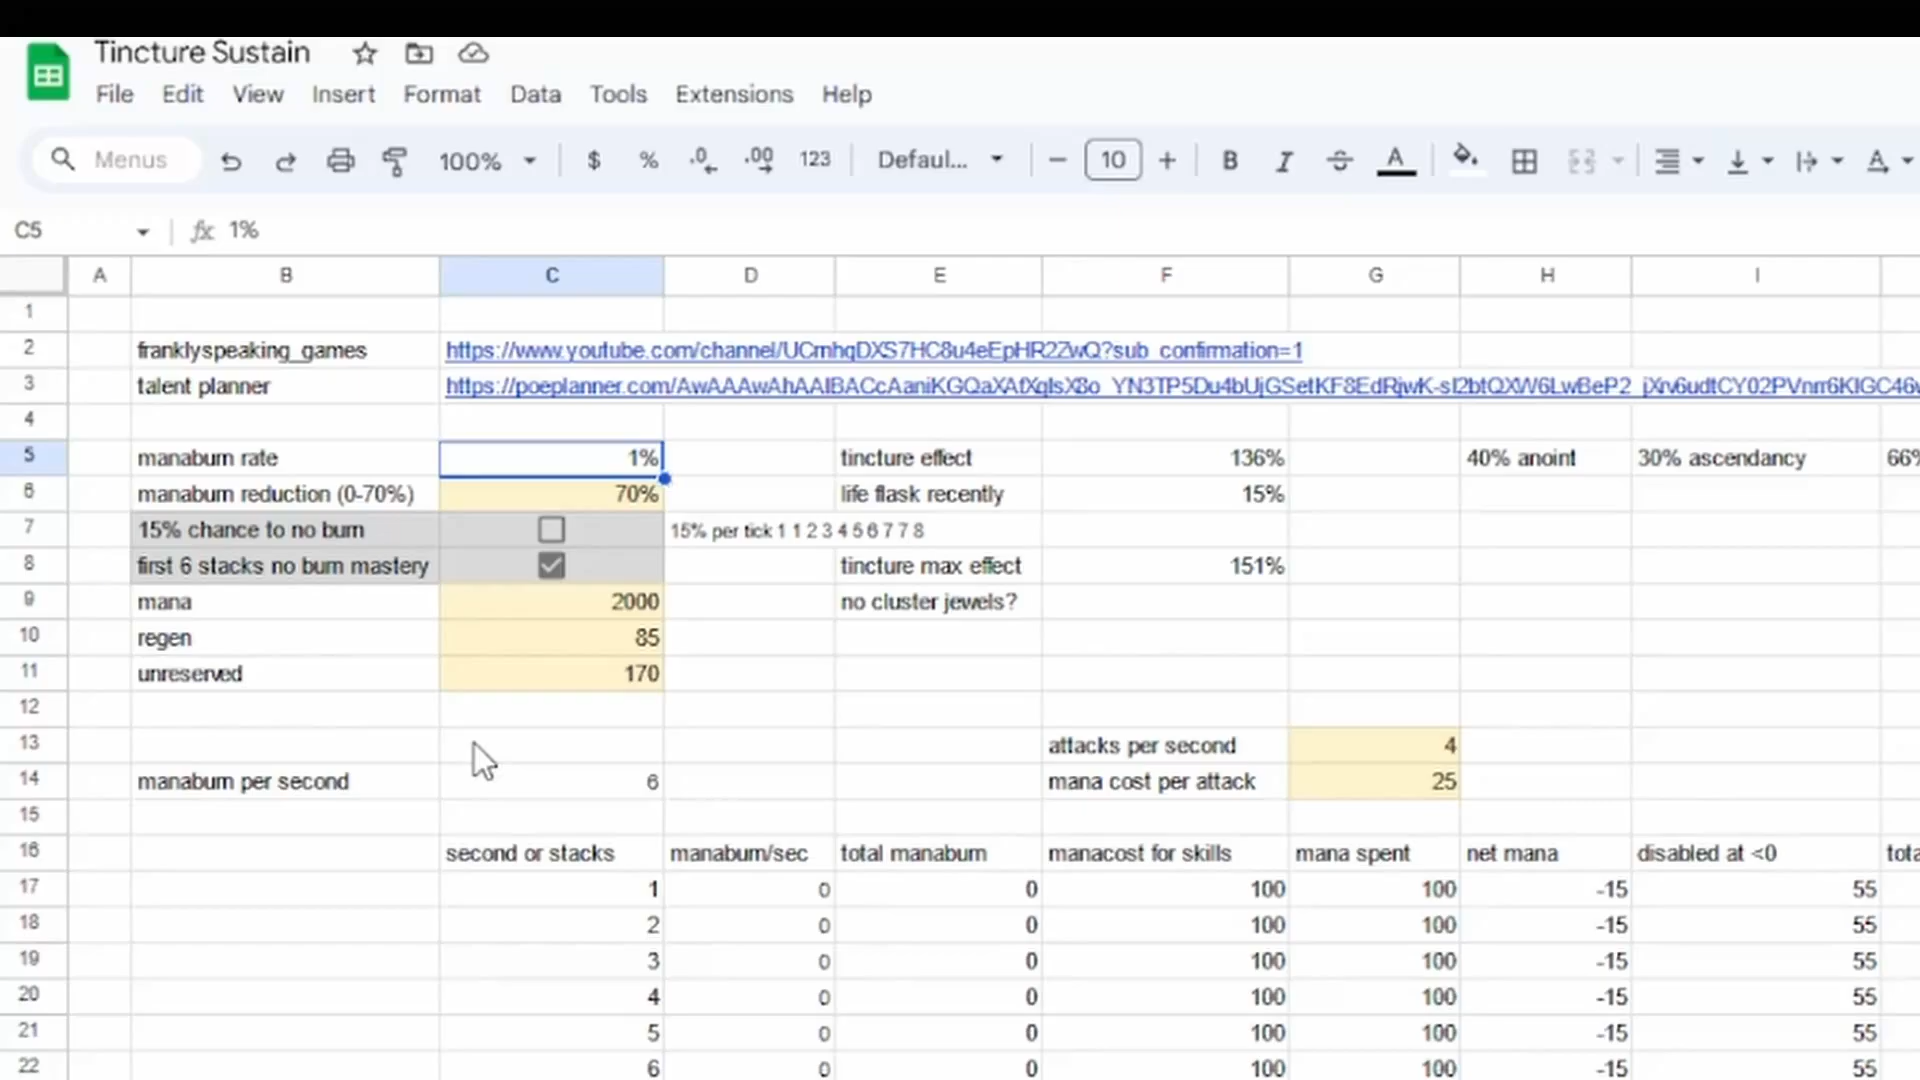 Tincture Sustain
File Edit View Insert Format Data Tools Extensions Help
Menus 100% $ % .0 .00 123 Defaul... 10 B I A
C5 fx 1%
A B C D E F G H I
1
2 franklyspeaking_games
3 talent planner
4
5 manaburn rate 1% tincture effect 136% 40% anoint 30% ascendancy 66%
6 manaburn reduction (0-70%) 70% life flask recently 15%
7 15% chance to no burn 15% per tick 1 1 2 3 4 5 6 7 7 8
8 first 6 stacks no burn mastery tincture max effect 151%
9 mana 2000 no cluster jewels?
10 regen 85
11 unreserved 170
12
13 attacks per second 4
14 manaburn per second 6 mana cost per attack 25
15
16 second or stacks manaburn/sec total manaburn manacost for skills mana spent net mana disabled at <0 tota
17 1 0 0 100 100 -15 55
18 2 0 0 100 100 -15 55
19 3 0 0 100 100 -15 55
20 4 0 0 100 100 -15 55
21 5 0 0 100 100 -15 55
22 6 0 0 100 100 -15 55